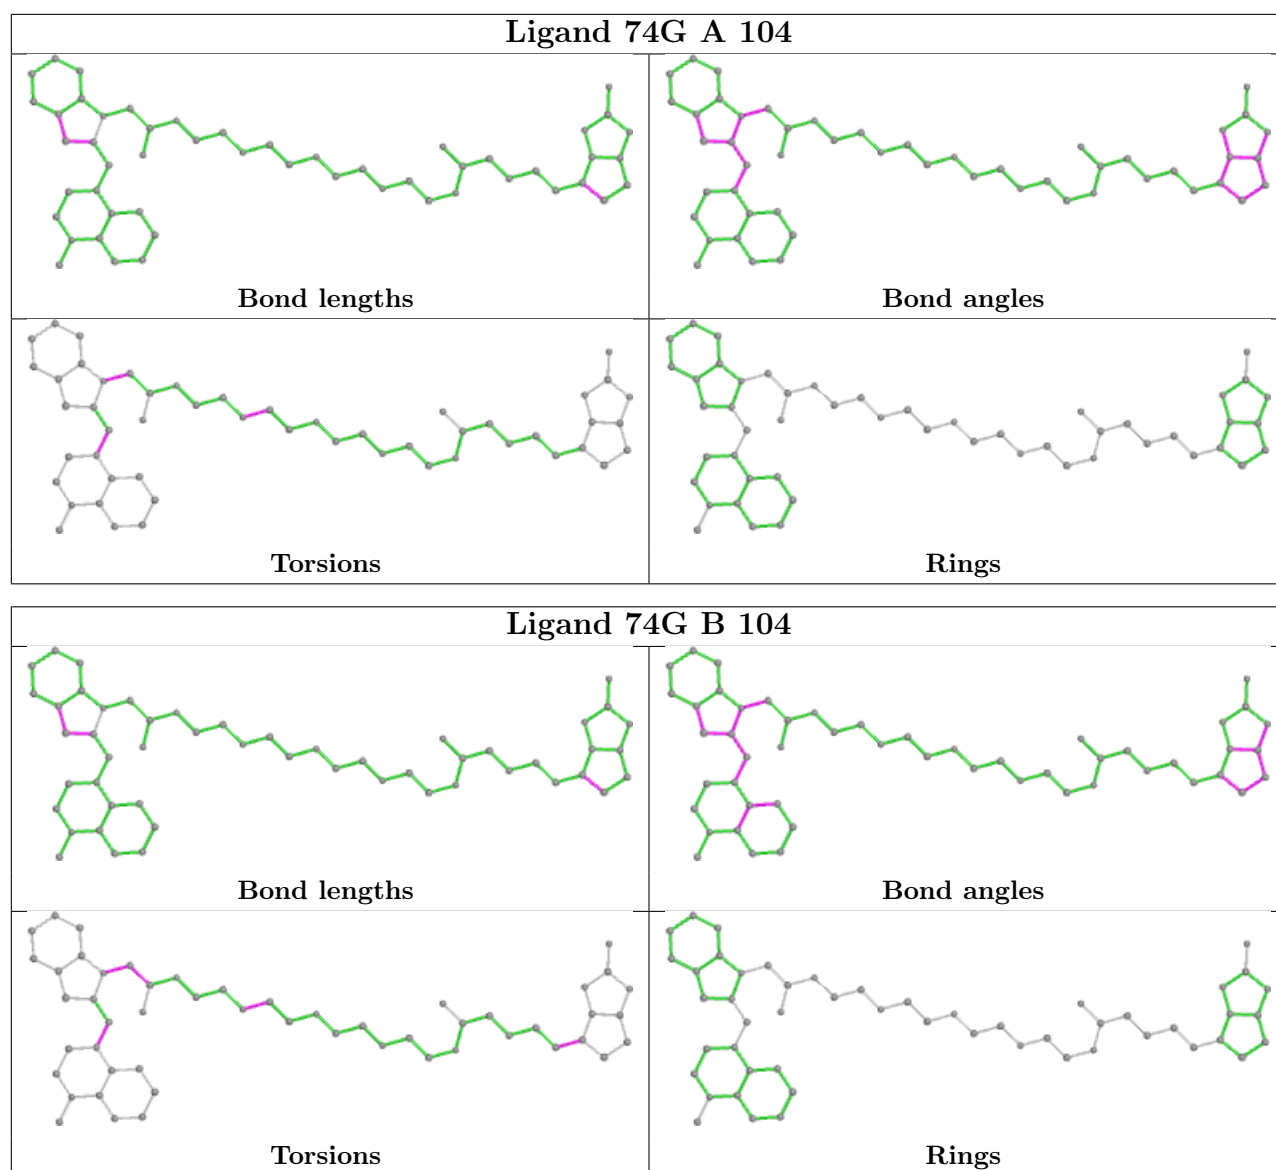 Ligand 74G A 104
Bond lengths
Bond angles
Torsions
Rings
Ligand 74G B 104
Bond lengths
Bond angles
Torsions
Rings